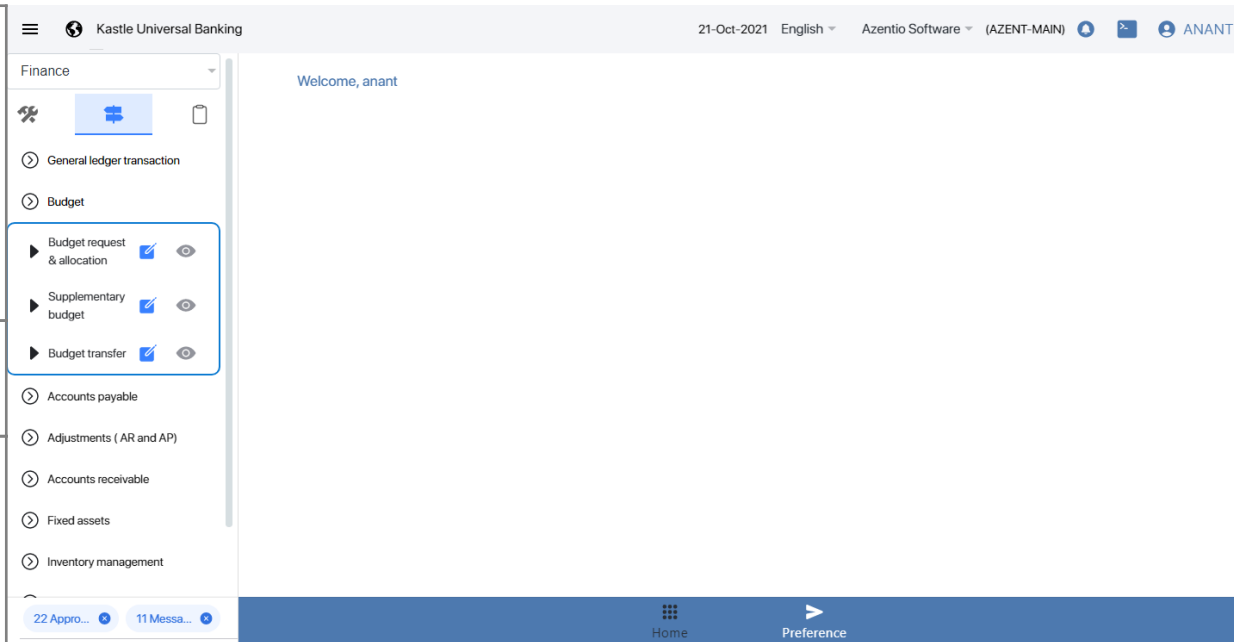 Kastle Universal Banking
21-Oct-2021 English Azentio Software (AZENT-MAIN) ANANT
Finance
Welcome, anant
General ledger transaction
Budget
Budget request
& allocation
Supplementary
budget
Budget transfer
Accounts payable
Adjustments ( AR and AP)
Accounts receivable
Fixed assets
Inventory management
22 Appro... 11 Messa...
Home Preference